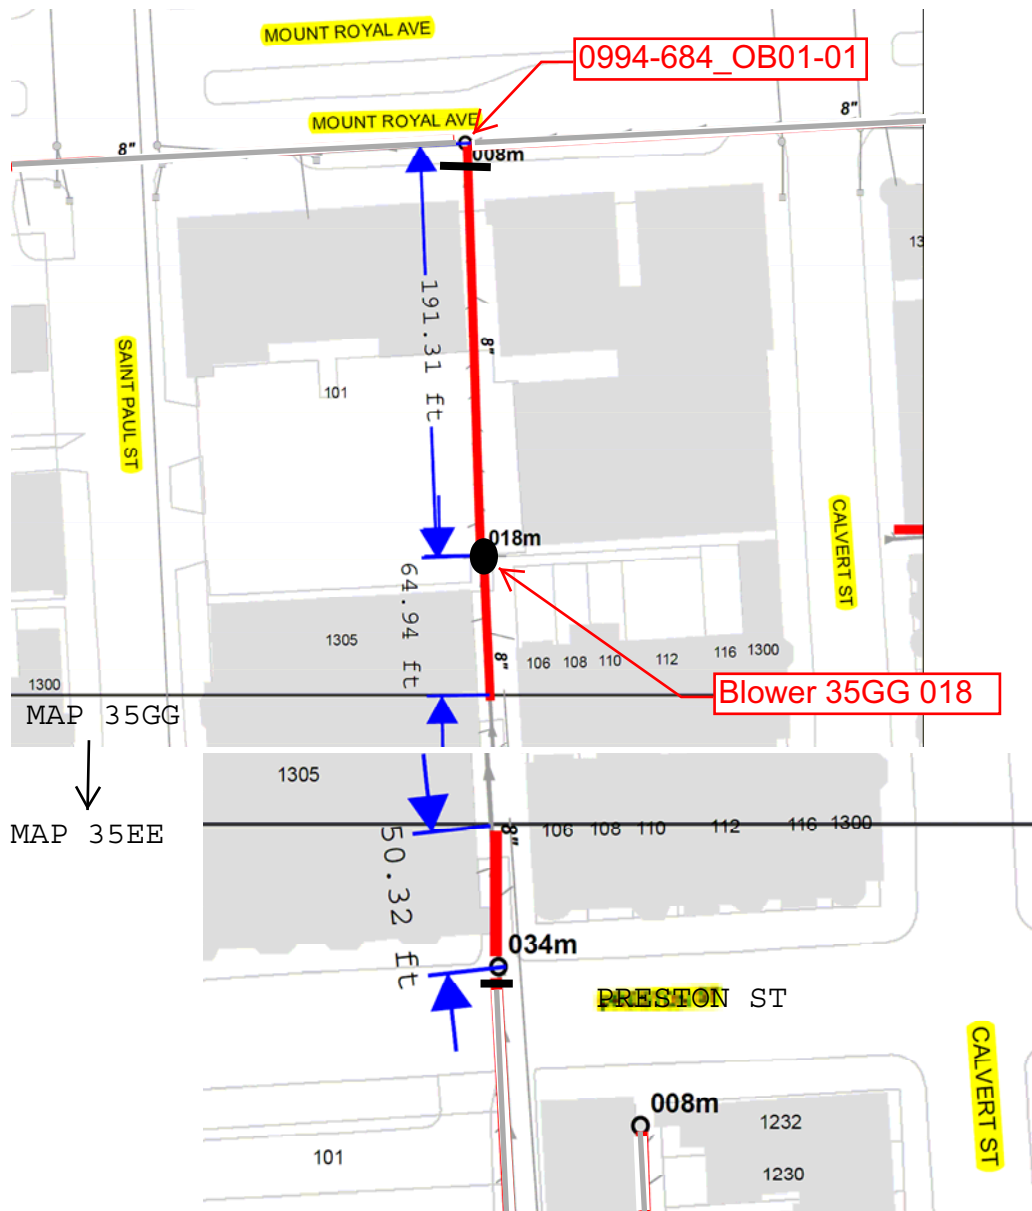 MOUNT ROYAL AVE
0994-684_OB01-01
MOUNT ROYAL AVE
8"
8"
008m
13
191.31 ft
8"
SAINT PAUL ST
101
CALVERT ST
018m
64.94 ft
1305
8"
106 108 110 112 116 1300
1300
Blower 35GG 018
MAP 35GG
1305
MAP 35EE
8"
106 108 110 112 116 1300
50.32 ft
034m
PRESTON ST
CALVERT ST
008m
1232
101
1230